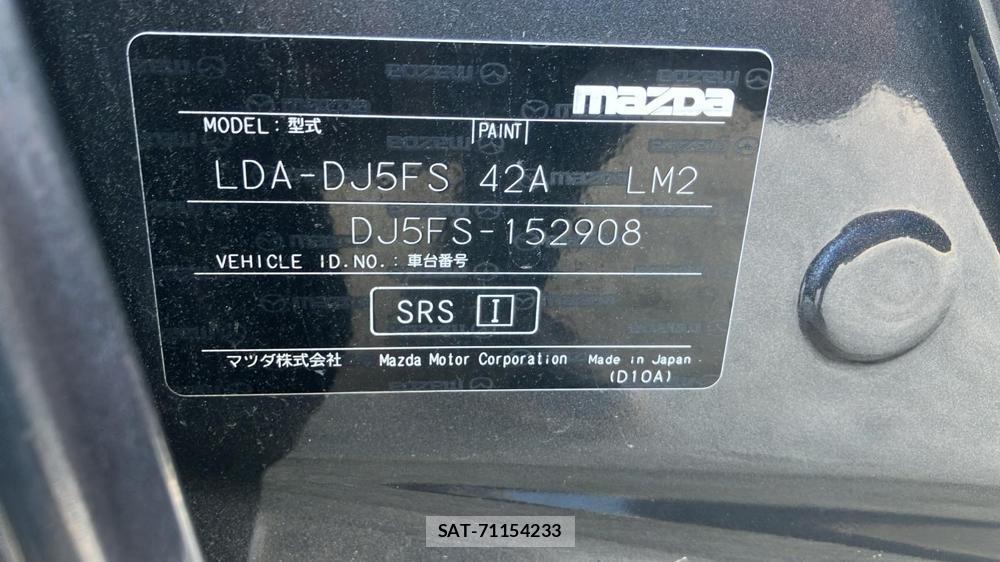 mazda
MODEL : 型式 PAINT
LDA-DJ5FS 42A LM2
DJ5FS-152908
VEHICLE ID.NO. : 車台番号
SRS I
マツダ株式会社 Mazda Motor Corporation Made in Japan
(D10A)
SAT-71154233